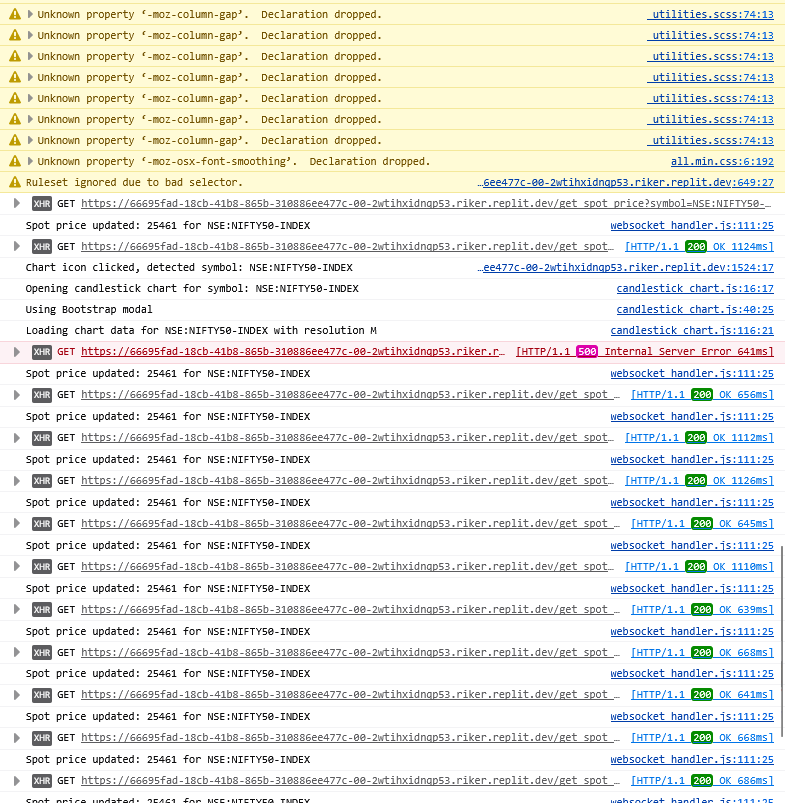 Unknown property ‘-moz-column-gap’. Declaration dropped. _utilities.scss:74:13
Unknown property ‘-moz-column-gap’. Declaration dropped. _utilities.scss:74:13
Unknown property ‘-moz-column-gap’. Declaration dropped. _utilities.scss:74:13
Unknown property ‘-moz-column-gap’. Declaration dropped. _utilities.scss:74:13
Unknown property ‘-moz-column-gap’. Declaration dropped. _utilities.scss:74:13
Unknown property ‘-moz-column-gap’. Declaration dropped. _utilities.scss:74:13
Unknown property ‘-moz-column-gap’. Declaration dropped. _utilities.scss:74:13
Unknown property ‘-moz-osx-font-smoothing’. Declaration dropped. all.min.css:6:192
Ruleset ignored due to bad selector. …6ee477c-00-2wtihxidnqp53.riker.replit.dev:649:27
XHR GET https://66695fad-18cb-41b8-865b-310886ee477c-00-2wtihxidnqp53.riker.replit.dev/get_spot_price?symbol=NSE:NIFTY50-…
Spot price updated: 25461 for NSE:NIFTY50-INDEX websocket_handler.js:111:25
XHR GET https://66695fad-18cb-41b8-865b-310886ee477c-00-2wtihxidnqp53.riker.replit.dev/get_spot_… [HTTP/1.1 200 OK 1124ms]
Chart icon clicked, detected symbol: NSE:NIFTY50-INDEX …ee477c-00-2wtihxidnqp53.riker.replit.dev:1524:17
Opening candlestick chart for symbol: NSE:NIFTY50-INDEX candlestick_chart.js:16:17
Using Bootstrap modal candlestick_chart.js:40:25
Loading chart data for NSE:NIFTY50-INDEX with resolution M candlestick_chart.js:116:21
XHR GET https://66695fad-18cb-41b8-865b-310886ee477c-00-2wtihxidnqp53.riker.r… [HTTP/1.1 500 Internal Server Error 641ms]
Spot price updated: 25461 for NSE:NIFTY50-INDEX websocket_handler.js:111:25
XHR GET https://66695fad-18cb-41b8-865b-310886ee477c-00-2wtihxidnqp53.riker.replit.dev/get_spot_… [HTTP/1.1 200 OK 656ms]
Spot price updated: 25461 for NSE:NIFTY50-INDEX websocket_handler.js:111:25
XHR GET https://66695fad-18cb-41b8-865b-310886ee477c-00-2wtihxidnqp53.riker.replit.dev/get_spot_… [HTTP/1.1 200 OK 1112ms]
Spot price updated: 25461 for NSE:NIFTY50-INDEX websocket_handler.js:111:25
XHR GET https://66695fad-18cb-41b8-865b-310886ee477c-00-2wtihxidnqp53.riker.replit.dev/get_spot_… [HTTP/1.1 200 OK 1126ms]
Spot price updated: 25461 for NSE:NIFTY50-INDEX websocket_handler.js:111:25
XHR GET https://66695fad-18cb-41b8-865b-310886ee477c-00-2wtihxidnqp53.riker.replit.dev/get_spot_… [HTTP/1.1 200 OK 645ms]
Spot price updated: 25461 for NSE:NIFTY50-INDEX websocket_handler.js:111:25
XHR GET https://66695fad-18cb-41b8-865b-310886ee477c-00-2wtihxidnqp53.riker.replit.dev/get_spot_… [HTTP/1.1 200 OK 1110ms]
Spot price updated: 25461 for NSE:NIFTY50-INDEX websocket_handler.js:111:25
XHR GET https://66695fad-18cb-41b8-865b-310886ee477c-00-2wtihxidnqp53.riker.replit.dev/get_spot_… [HTTP/1.1 200 OK 639ms]
Spot price updated: 25461 for NSE:NIFTY50-INDEX websocket_handler.js:111:25
XHR GET https://66695fad-18cb-41b8-865b-310886ee477c-00-2wtihxidnqp53.riker.replit.dev/get_spot_… [HTTP/1.1 200 OK 668ms]
Spot price updated: 25461 for NSE:NIFTY50-INDEX websocket_handler.js:111:25
XHR GET https://66695fad-18cb-41b8-865b-310886ee477c-00-2wtihxidnqp53.riker.replit.dev/get_spot_… [HTTP/1.1 200 OK 641ms]
Spot price updated: 25461 for NSE:NIFTY50-INDEX websocket_handler.js:111:25
XHR GET https://66695fad-18cb-41b8-865b-310886ee477c-00-2wtihxidnqp53.riker.replit.dev/get_spot_… [HTTP/1.1 200 OK 668ms]
Spot price updated: 25461 for NSE:NIFTY50-INDEX websocket_handler.js:111:25
XHR GET https://66695fad-18cb-41b8-865b-310886ee477c-00-2wtihxidnqp53.riker.replit.dev/get_spot_… [HTTP/1.1 200 OK 686ms]
Spot price updated: 25461 for NSE:NIFTY50-INDEX websocket_handler.js:111:25